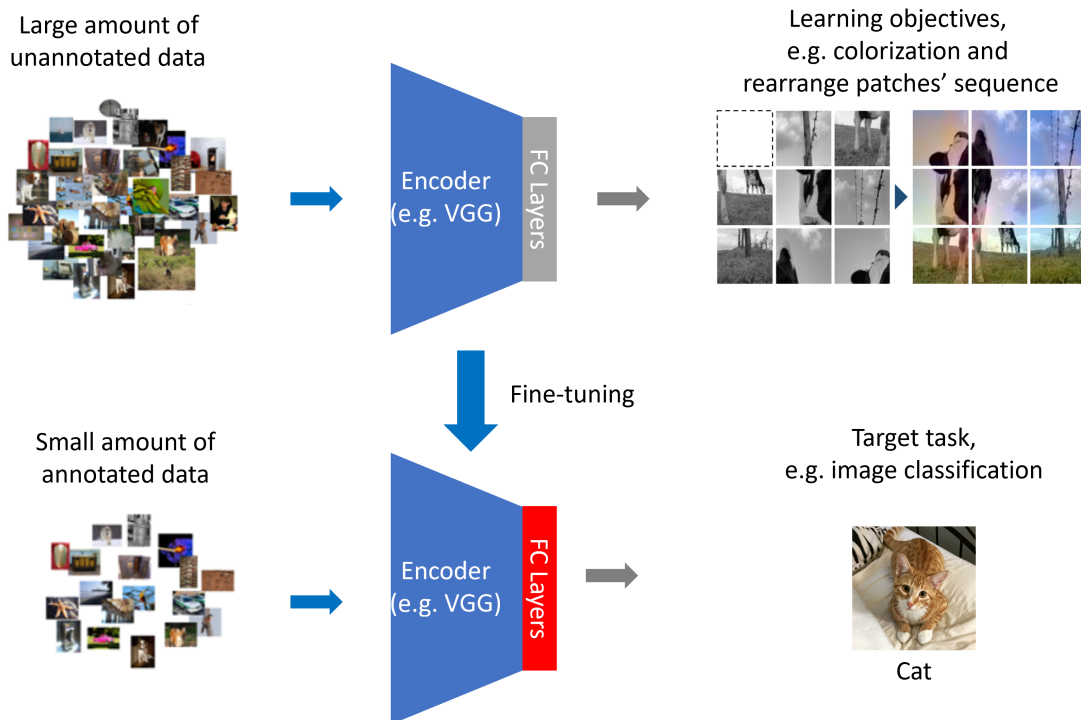 Large amount of
unannotated data
Encoder
(e.g. VGG)
FC Layers
Learning objectives,
e.g. colorization and
rearrange patches’ sequence
Fine-tuning
Small amount of
annotated data
Encoder
(e.g. VGG)
FC Layers
Target task,
e.g. image classification
Cat